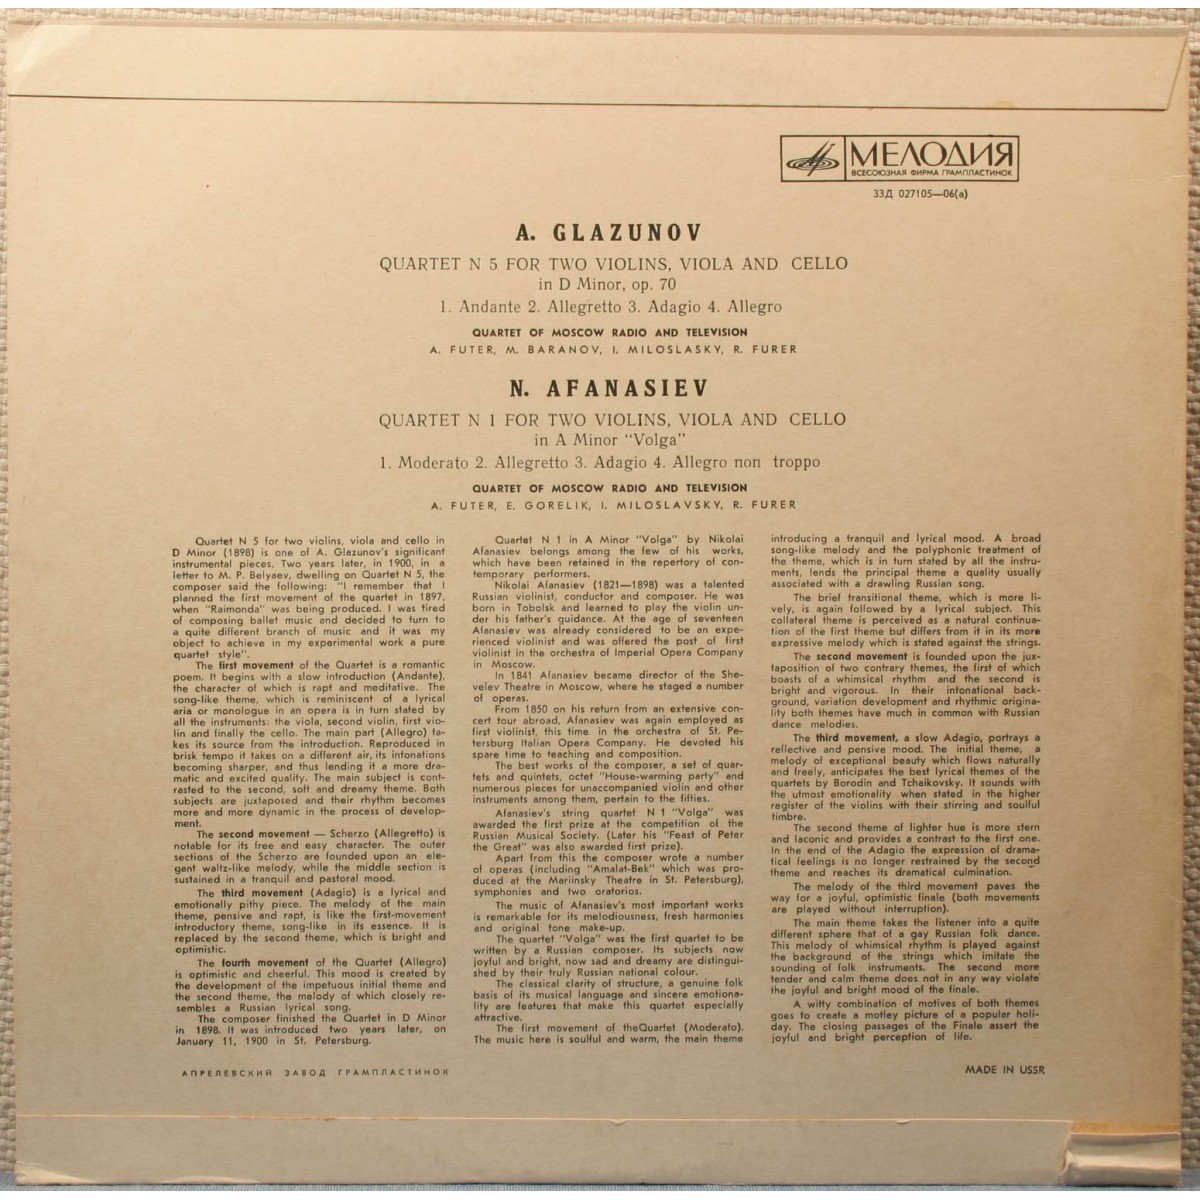 МЕЛОДИЯ
ВСЕСОЮЗНАЯ ФИРМА ГРАМПЛАСТИНОК
33Д 027105—06(а)
A. GLAZUNOV
QUARTET N 5 FOR TWO VIOLINS, VIOLA AND CELLO
in D Minor, op. 70
1. Andante 2. Allegretto 3. Adagio 4. Allegro
QUARTET OF MOSCOW RADIO AND TELEVISION
A. FUTER, M. BARANOV, I. MILOSLASKY, R. FURER
N. AFANASIEV
QUARTET N 1 FOR TWO VIOLINS, VIOLA AND CELLO
in A Minor "Volga"
1. Moderato 2. Allegretto 3. Adagio 4. Allegro non troppo
QUARTET OF MOSCOW RADIO AND TELEVISION
A. FUTER, E. GORELIK, I. MILOSLAVSKY, R. FURER
Quartet N 5 for two violins, viola and cello in
D Minor (1898) is one of A. Glazunov's significant
instrumental pieces. Two years later, in 1900, in a
letter to M. P. Belyaev, dwelling on Quartet N 5, the
composer said the following: "I remember that I
planned the first movement of the quartet in 1897,
when "Raimonda" was being produced. I was tired
of composing ballet music and decided to turn to
a quite different branch of music and it was my
object to achieve in my experimental work a pure
quartet style".
The first movement of the Quartet is a romantic
poem. It begins with a slow introduction (Andante),
the character of which is rapt and meditative. The
song-like theme, which is reminiscent of a lyrical
aria or monologue in an opera is in turn stated by
all the instruments: the viola, second violin, first vio-
lin and finally the cello. The main part (Allegro) ta-
kes its source from the introduction. Reproduced in
brisk tempo it takes on a different air, its intonations
becoming sharper, and thus lending it a more dra-
matic and excited quality. The main subject is cont-
rasted to the second, soft and dreamy theme. Both
subjects are juxtaposed and their rhythm becomes
more and more dynamic in the process of develop-
ment.
The second movement — Scherzo (Allegretto) is
notable for its free and easy character. The outer
sections of the Scherzo are founded upon an ele-
gant waltz-like melody, while the middle section is
sustained in a tranquil and pastoral mood.
The third movement (Adagio) is a lyrical and
emotionally pithy piece. The melody of the main
theme, pensive and rapt, is like the first-movement
introductory theme, song-like in its essence. It is
replaced by the second theme, which is bright and
optimistic.
The fourth movement of the Quartet (Allegro)
is optimistic and cheerful. This mood is created by
the development of the impetuous initial theme and
the second theme, the melody of which closely re-
sembles a Russian lyrical song.
The composer finished the Quartet in D Minor
in 1898. It was introduced two years later, on
January 11, 1900 in St. Petersburg.
Quartet N 1 in A Minor "Volga" by Nikolai
Afanasiev belongs among the few of his works,
which have been retained in the repertory of con-
temporary performers.
Nikolai Afanasiev (1821—1898) was a talented
Russian violinist, conductor and composer. He was
born in Tobolsk and learned to play the violin un-
der his father's guidance. At the age of seventeen
Afanasiev was already considered to be an expe-
rienced violinist and was offered the post of first
violinist in the orchestra of Imperial Opera Company
in Moscow.
In 1841 Afanasiev became director of the She-
velev Theatre in Moscow, where he staged a number
of operas.
From 1850 on his return from an extensive con-
cert tour abroad, Afanasiev was again employed as
first violinist, this time in the orchestra of St. Pe-
tersburg Italian Opera Company. He devoted his
spare time to teaching and composition.
The best works of the composer, a set of quar-
tets and quintets, octet "House-warming party" and
numerous pieces for unaccompanied violin and other
instruments among them, pertain to the fifties.
Afanasiev's string quartet N 1 "Volga" was
awarded the first prize at the competition of the
Russian Musical Society. (Later his "Feast of Peter
the Great" was also awarded first prize).
Apart from this the composer wrote a number
of operas (including "Amalat-Bek" which was pro-
duced at the Mariinsky Theatre in St. Petersburg),
symphonies and two oratorios.
The music of Afanasiev's most important works
is remarkable for its melodiousness, fresh harmonies
and original tone make-up.
The quartet "Volga" was the first quartet to be
written by a Russian composer. Its subjects now
joyful and bright, now sad and dreamy are distingui-
shed by their truly Russian national colour.
The classical clarity of structure, a genuine folk
basis of its musical language and sincere emotiona-
lity are features that make this quartet especially
attractive.
The first movement of theQuartet (Moderato).
The music here is soulful and warm, the main theme
introducing a tranquil and lyrical mood. A broad
song-like melody and the polyphonic treatment of
the theme, which is in turn stated by all the instru-
ments, lends the principal theme a quality usually
associated with a drawling Russian song.
The brief transitional theme, which is more li-
vely, is again followed by a lyrical subject. This
collateral theme is perceived as a natural continua-
tion of the first theme but differs from it in its more
expressive melody which is stated against the strings.
The second movement is founded upon the jux-
taposition of two contrary themes, the first of which
boasts of a whimsical rhythm and the second is
bright and vigorous. In their intonational back-
ground, variation development and rhythmic origina-
lity both themes have much in common with Russian
dance melodies.
The third movement, a slow Adagio, portrays a
reflective and pensive mood. The initial theme, a
melody of exceptional beauty which flows naturally
and freely, anticipates the best lyrical themes of the
quartets by Borodin and Tchaikovsky. It sounds with
the utmost emotionality when stated in the higher
register of the violins with their stirring and soulful
timbre.
The second theme of lighter hue is more stern
and laconic and provides a contrast to the first one.
In the end of the Adagio the expression of drama-
tical feelings is no longer restrained by the second
theme and reaches its dramatical culmination.
The melody of the third movement paves the
way for a joyful, optimistic finale (both movements
are played without interruption).
The main theme takes the listener into a quite
different sphere that of a gay Russian folk dance.
This melody of whimsical rhythm is played against
the background of the strings which imitate the
sounding of folk instruments. The second more
tender and calm theme does not in any way violate
the joyful and bright mood of the finale.
A witty combination of motives of both themes
goes to create a motley picture of a popular holi-
day. The closing passages of the Finale assert the
joyful and bright perception of life.
АПРЕЛЕВСКИЙ ЗАВОД ГРАМПЛАСТИНОК
MADE IN USSR